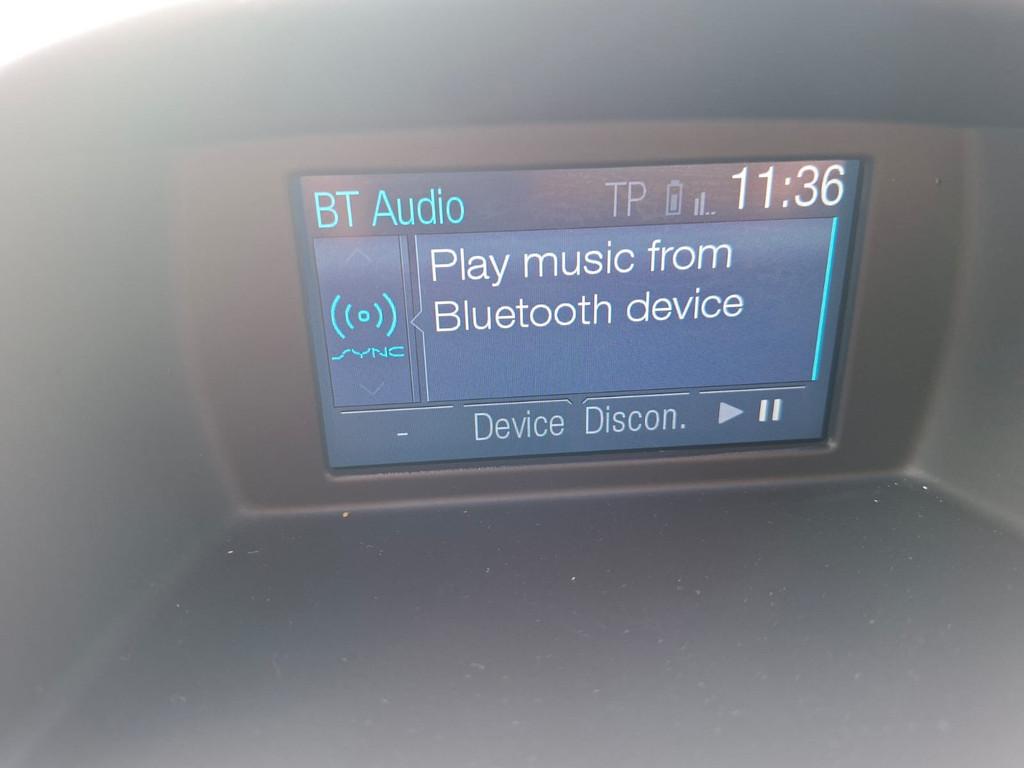 BT Audio TP 11:36
Play music from
Bluetooth device
SYNC
- Device Discon.